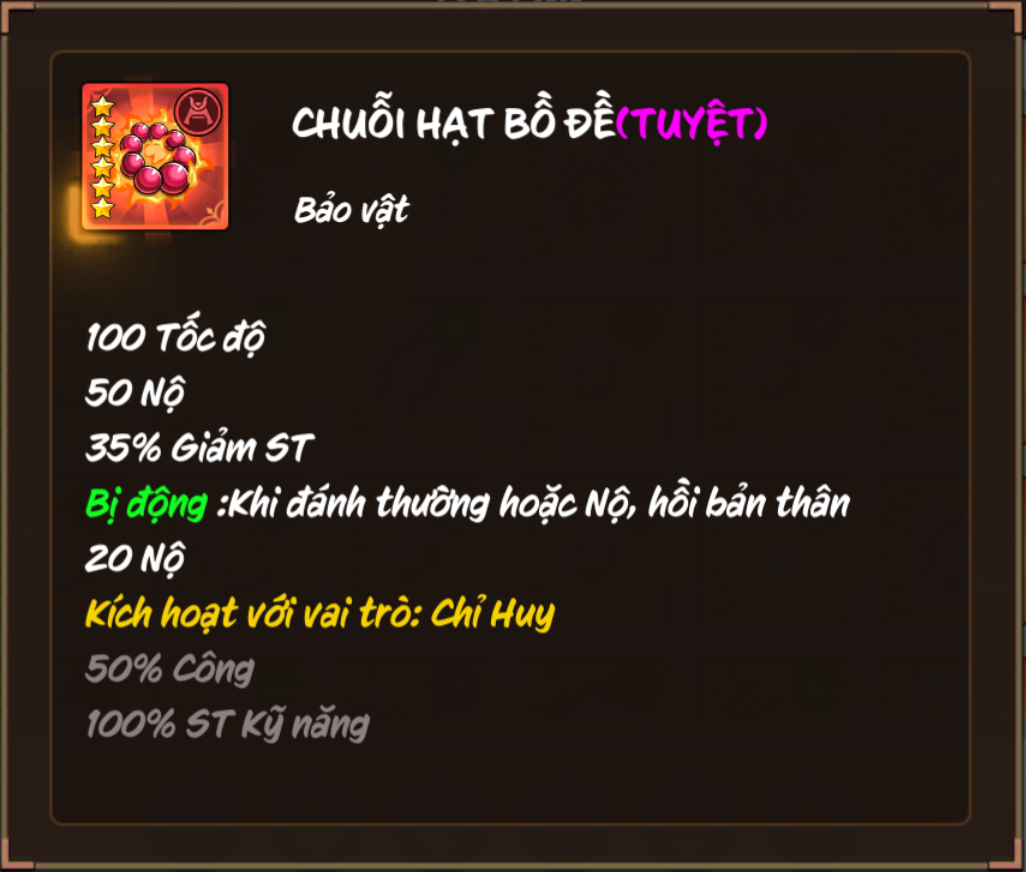 CHUỖI HẠT BỒ ĐỀ(TUYỆT)
Bảo vật
100 Tốc độ
50 Nộ
35% Giảm ST
Bị động :Khi đánh thường hoặc Nộ, hồi bản thân
20 Nộ
Kích hoạt với vai trò: Chỉ Huy
50% Công
100% ST Kỹ năng